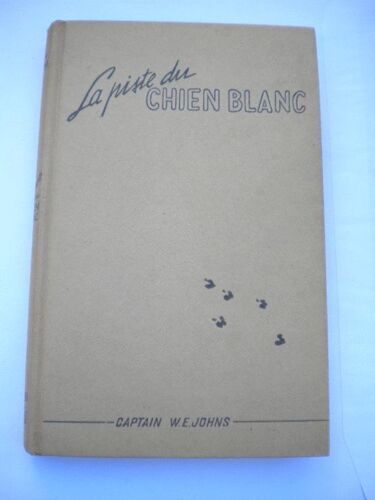 La piste du
CHIEN BLANC
CAPTAIN W.E.JOHNS